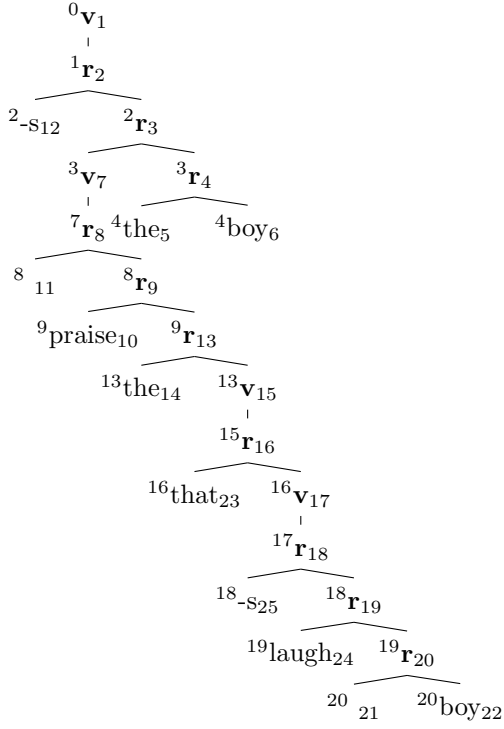 ⁰v₁
¹r₂
²-s₁₂ ²r₃
³v₇ ³r₄
⁷r₈ ⁴the₅ ⁴boy₆
⁸ ₁₁ ⁸r₉
⁹praise₁₀ ⁹r₁₃
¹³the₁₄ ¹³v₁₅
¹⁵r₁₆
¹⁶that₂₃ ¹⁶v₁₇
¹⁷r₁₈
¹⁸-s₂₅ ¹⁸r₁₉
¹⁹laugh₂₄ ¹⁹r₂₀
²⁰ ₂₁ ²⁰boy₂₂